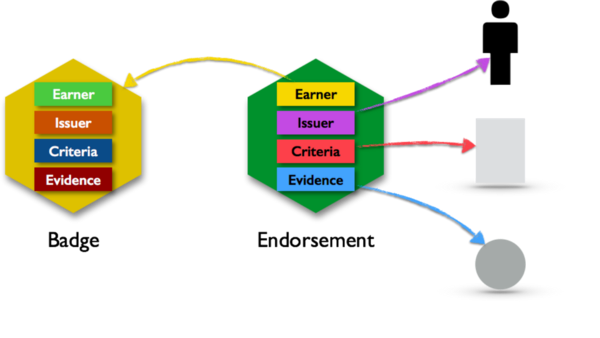 Earner
Issuer
Criteria
Evidence
Badge
Earner
Issuer
Criteria
Evidence
Endorsement